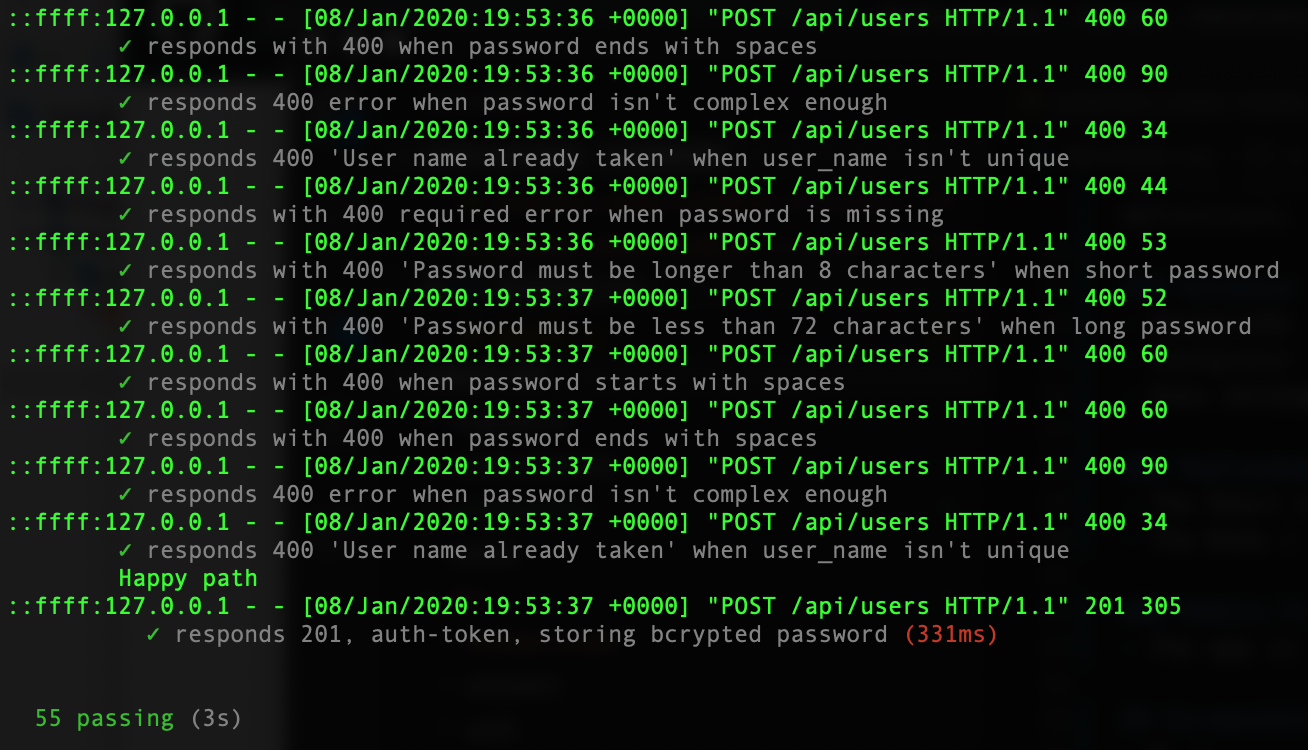 ::ffff:127.0.0.1 - - [08/Jan/2020:19:53:36 +0000] "POST /api/users HTTP/1.1" 400 60
✓ responds with 400 when password ends with spaces
::ffff:127.0.0.1 - - [08/Jan/2020:19:53:36 +0000] "POST /api/users HTTP/1.1" 400 90
✓ responds 400 error when password isn't complex enough
::ffff:127.0.0.1 - - [08/Jan/2020:19:53:36 +0000] "POST /api/users HTTP/1.1" 400 34
✓ responds 400 'User name already taken' when user_name isn't unique
::ffff:127.0.0.1 - - [08/Jan/2020:19:53:36 +0000] "POST /api/users HTTP/1.1" 400 44
✓ responds with 400 required error when password is missing
::ffff:127.0.0.1 - - [08/Jan/2020:19:53:36 +0000] "POST /api/users HTTP/1.1" 400 53
✓ responds with 400 'Password must be longer than 8 characters' when short password
::ffff:127.0.0.1 - - [08/Jan/2020:19:53:37 +0000] "POST /api/users HTTP/1.1" 400 52
✓ responds with 400 'Password must be less than 72 characters' when long password
::ffff:127.0.0.1 - - [08/Jan/2020:19:53:37 +0000] "POST /api/users HTTP/1.1" 400 60
✓ responds with 400 when password starts with spaces
::ffff:127.0.0.1 - - [08/Jan/2020:19:53:37 +0000] "POST /api/users HTTP/1.1" 400 60
✓ responds with 400 when password ends with spaces
::ffff:127.0.0.1 - - [08/Jan/2020:19:53:37 +0000] "POST /api/users HTTP/1.1" 400 90
✓ responds 400 error when password isn't complex enough
::ffff:127.0.0.1 - - [08/Jan/2020:19:53:37 +0000] "POST /api/users HTTP/1.1" 400 34
✓ responds 400 'User name already taken' when user_name isn't unique
Happy path
::ffff:127.0.0.1 - - [08/Jan/2020:19:53:37 +0000] "POST /api/users HTTP/1.1" 201 305
✓ responds 201, auth-token, storing bcrypted password (331ms)
55 passing (3s)